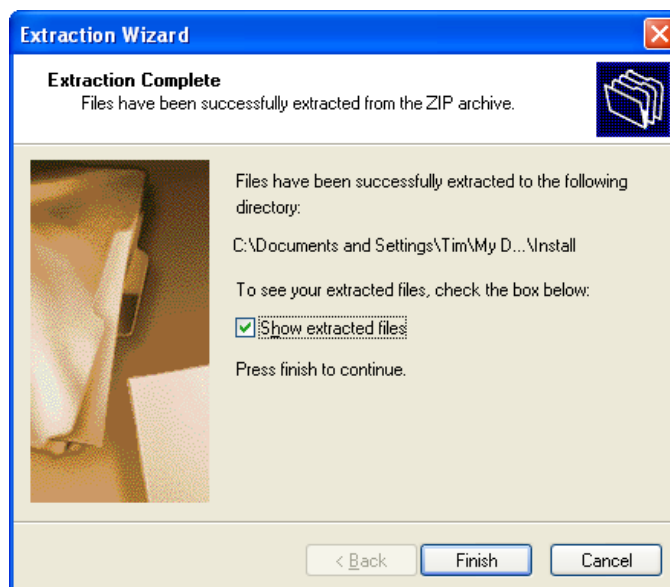 Extraction Wizard
Extraction Complete
Files have been successfully extracted from the ZIP archive.
Files have been successfully extracted to the following
directory:
C:\Documents and Settings\Tim\My D...\Install
To see your extracted files, check the box below:
Show extracted files
Press finish to continue.
< Back
Finish
Cancel